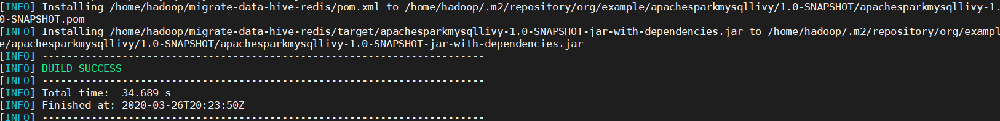 [INFO] Installing /home/hadoop/migrate-data-hive-redis/pom.xml to /home/hadoop/.m2/repository/org/example/apachesparkmysqllivy/1.0-SNAPSHOT/apachesparkmysqllivy-1.
0-SNAPSHOT.pom
[INFO] Installing /home/hadoop/migrate-data-hive-redis/target/apachesparkmysqllivy-1.0-SNAPSHOT-jar-with-dependencies.jar to /home/hadoop/.m2/repository/org/exampl
e/apachesparkmysqllivy/1.0-SNAPSHOT/apachesparkmysqllivy-1.0-SNAPSHOT-jar-with-dependencies.jar
[INFO] ------------------------------------------------------------------------
[INFO] BUILD SUCCESS
[INFO] ------------------------------------------------------------------------
[INFO] Total time:  34.689 s
[INFO] Finished at: 2020-03-26T20:23:50Z
[INFO] ------------------------------------------------------------------------